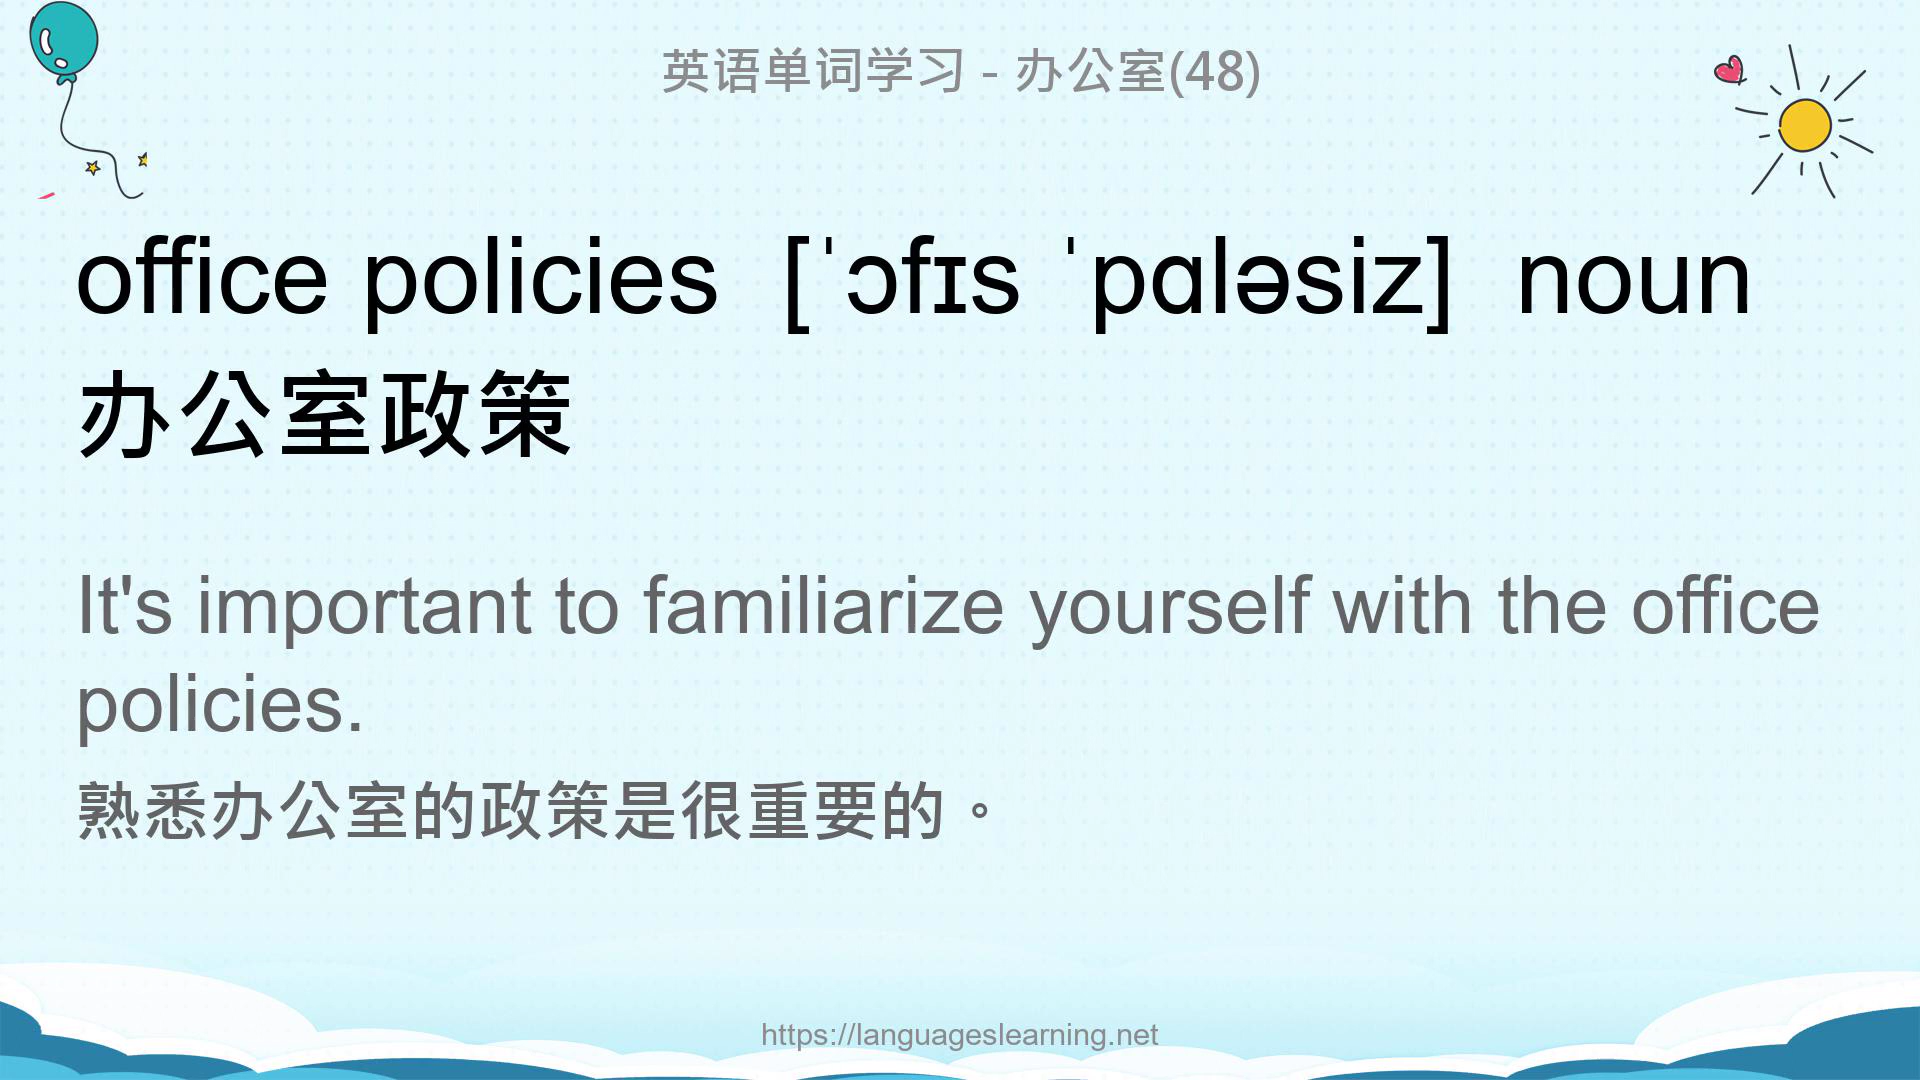 英语单词学习 - 办公室(48)
office policies [ˈɔfɪs ˈpɑləsiz] noun
办公室政策
It's important to familiarize yourself with the office
policies.
熟悉办公室的政策是很重要的。
https://languageslearning.net